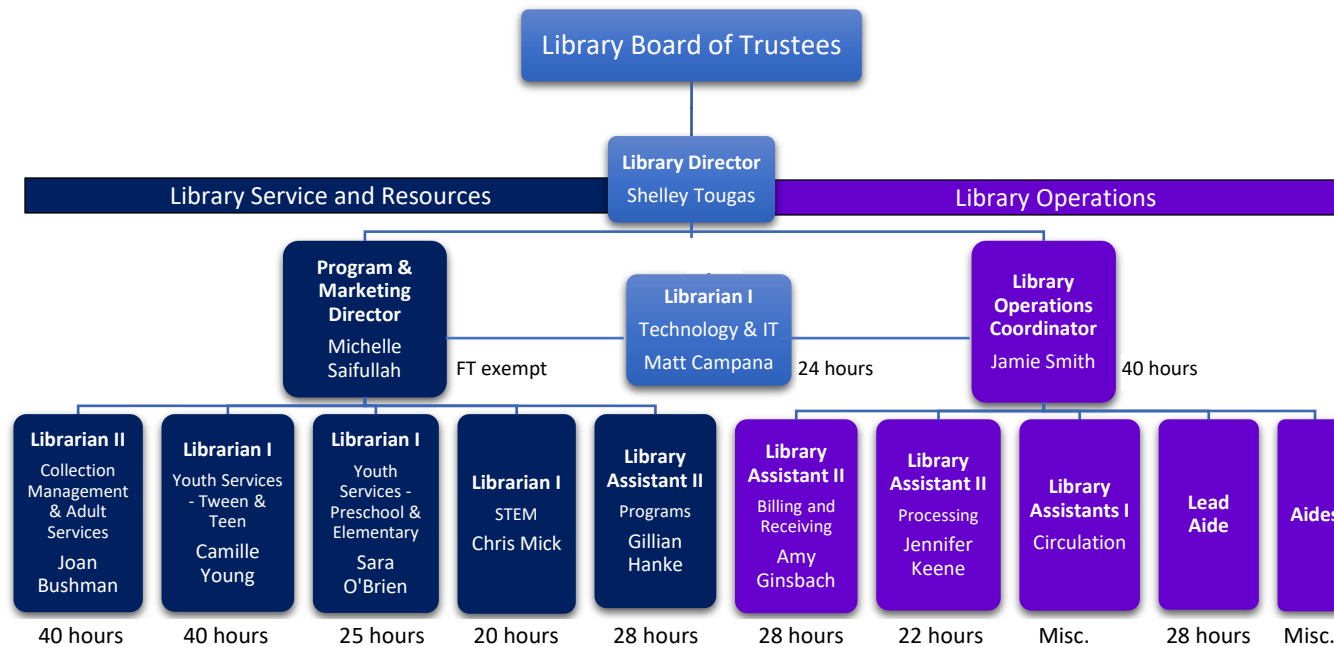 Library Board of Trustees
Library Director
Shelley Tougas
Library Service and Resources
Library Operations
Program &
Marketing
Director
Michelle
Saifullah
FT exempt
Librarian I
Technology & IT
Matt Campana
24 hours
Library
Operations
Coordinator
Jamie Smith
40 hours
Librarian II
Collection
Management
& Adult
Services
Joan
Bushman
40 hours
Librarian I
Youth Services
- Tween &
Teen
Camille
Young
40 hours
Librarian I
Youth
Services -
Preschool &
Elementary
Sara
O'Brien
25 hours
Librarian I
STEM
Chris Mick
20 hours
Library
Assistant II
Programs
Gillian
Hanke
28 hours
Library
Assistant II
Billing and
Receiving
Amy
Ginsbach
28 hours
Library
Assistant II
Processing
Jennifer
Keene
22 hours
Library
Assistants I
Circulation
Misc.
Lead
Aide
28 hours
Aides
Misc.